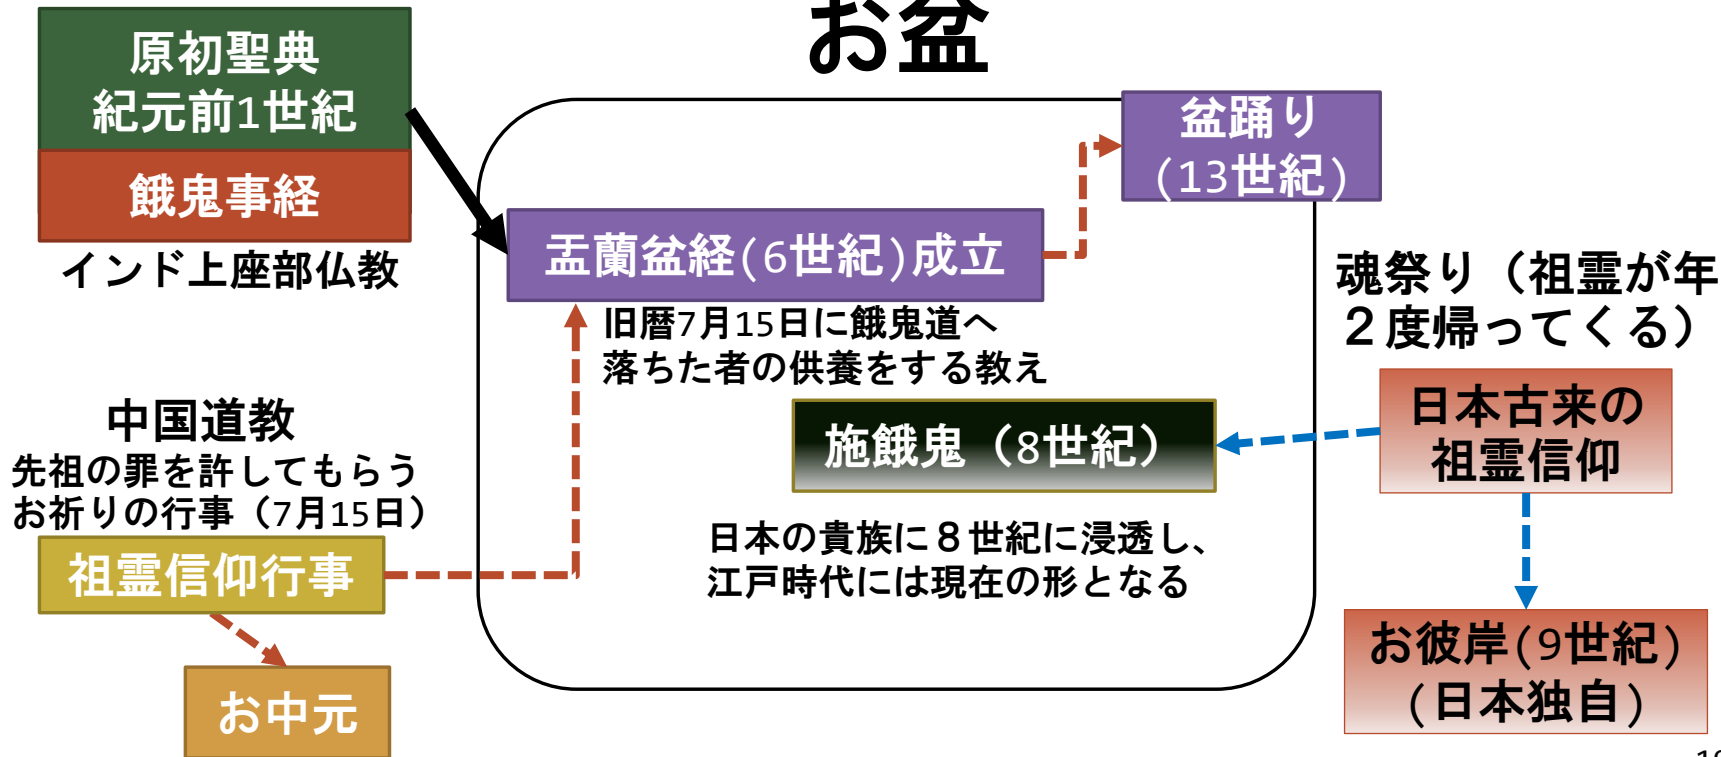 お盆
原初聖典
紀元前1世紀
餓鬼事経
インド上座部仏教
盆踊り
(13世紀)
盂蘭盆経(6世紀)成立
旧暦7月15日に餓鬼道へ
落ちた者の供養をする教え
魂祭り（祖霊が年
２度帰ってくる）
中国道教
先祖の罪を許してもらう
お祈りの行事（7月15日）
祖霊信仰行事
お中元
施餓鬼（8世紀）
日本の貴族に８世紀に浸透し、
江戸時代には現在の形となる
日本古来の
祖霊信仰
お彼岸(9世紀)
(日本独自)